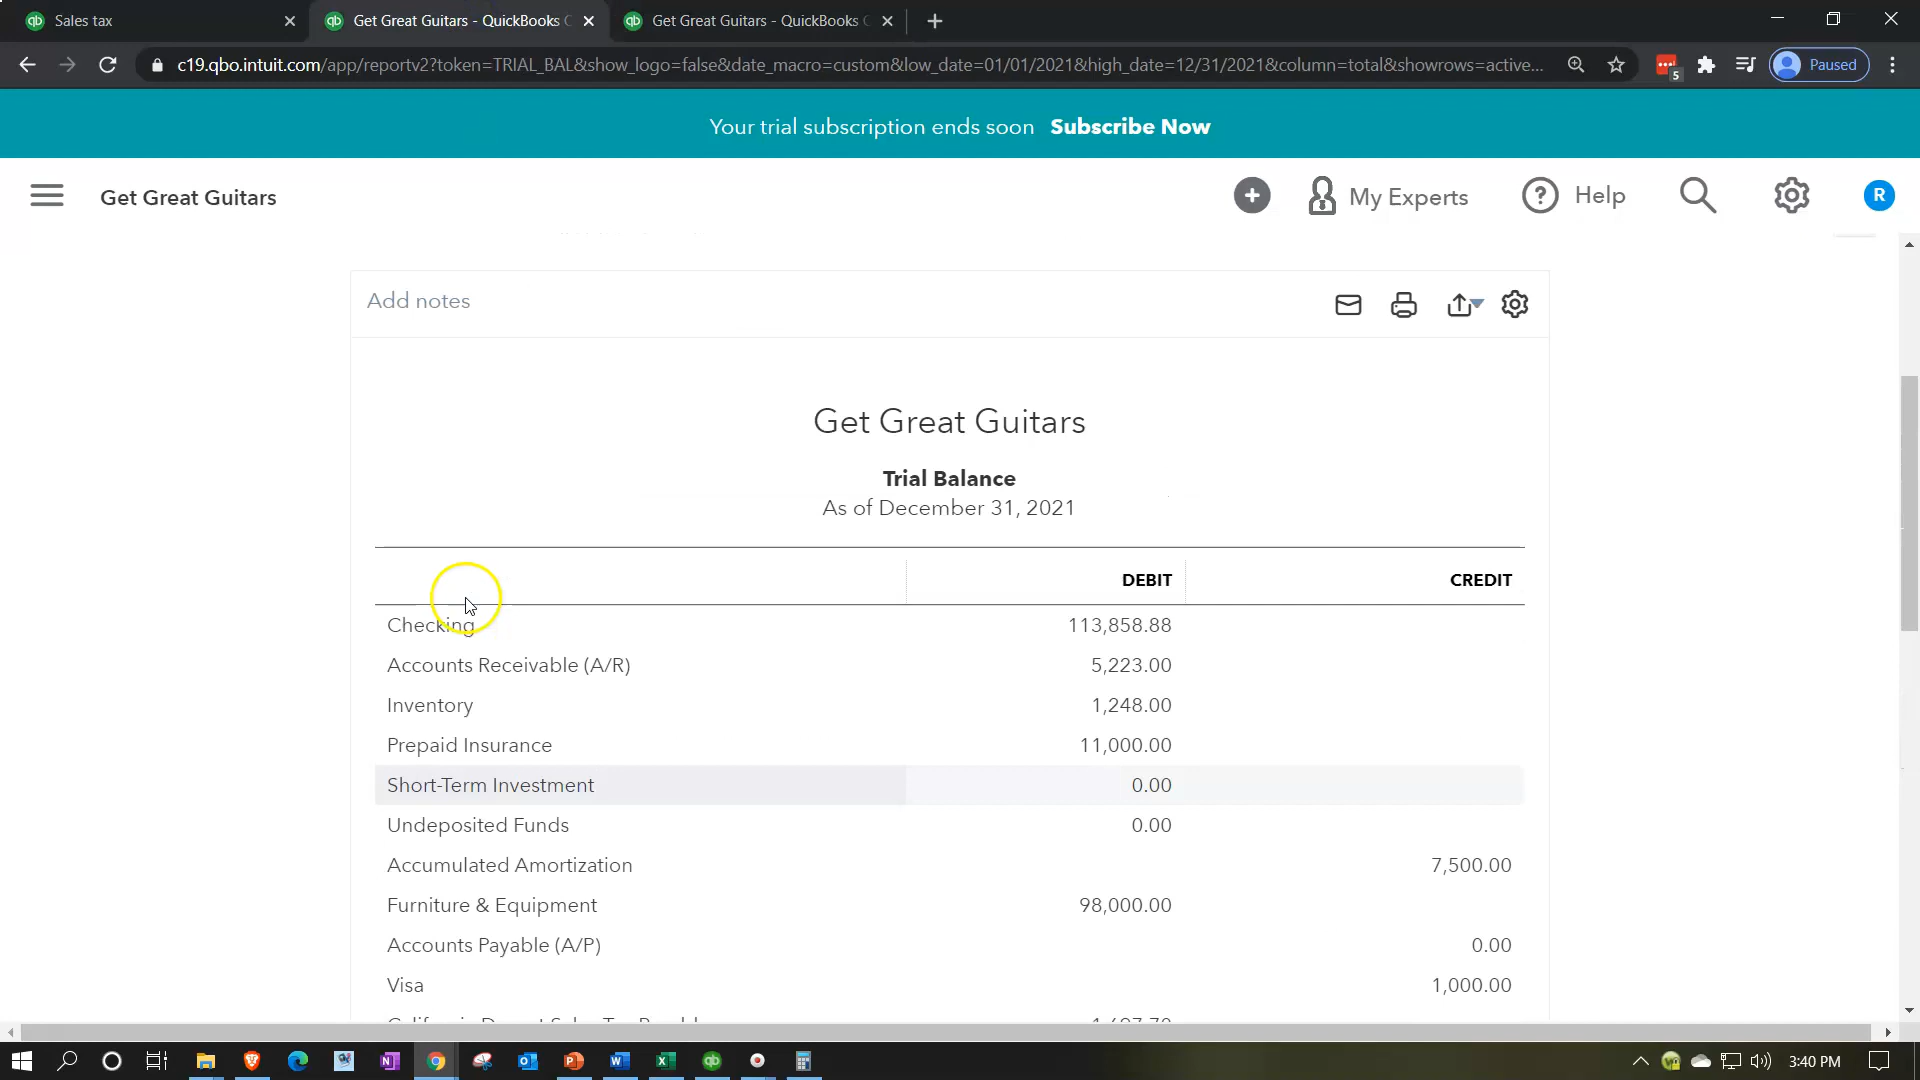 Sales tax
Get Great Guitars - QuickBooks
Get Great Guitars - QuickBooks
c19.qbo.intuit.com/app/reportv2?token=TRIAL_BAL&show_logo=false&date_macro=custom&low_date=01/01/2021&high_date=12/31/2021&column=total&showrows=active...
5
Paused
Your trial subscription ends soon Subscribe Now
Get Great Guitars
My Experts
Help
R
Add notes
Get Great Guitars
Trial Balance
As of December 31, 2021
DEBIT CREDIT
Checking 113,858.88
Accounts Receivable (A/R) 5,223.00
Inventory 1,248.00
Prepaid Insurance 11,000.00
Short-Term Investment 0.00
Undeposited Funds 0.00
Accumulated Amortization 7,500.00
Furniture & Equipment 98,000.00
Accounts Payable (A/P) 0.00
Visa 1,000.00
3:40 PM